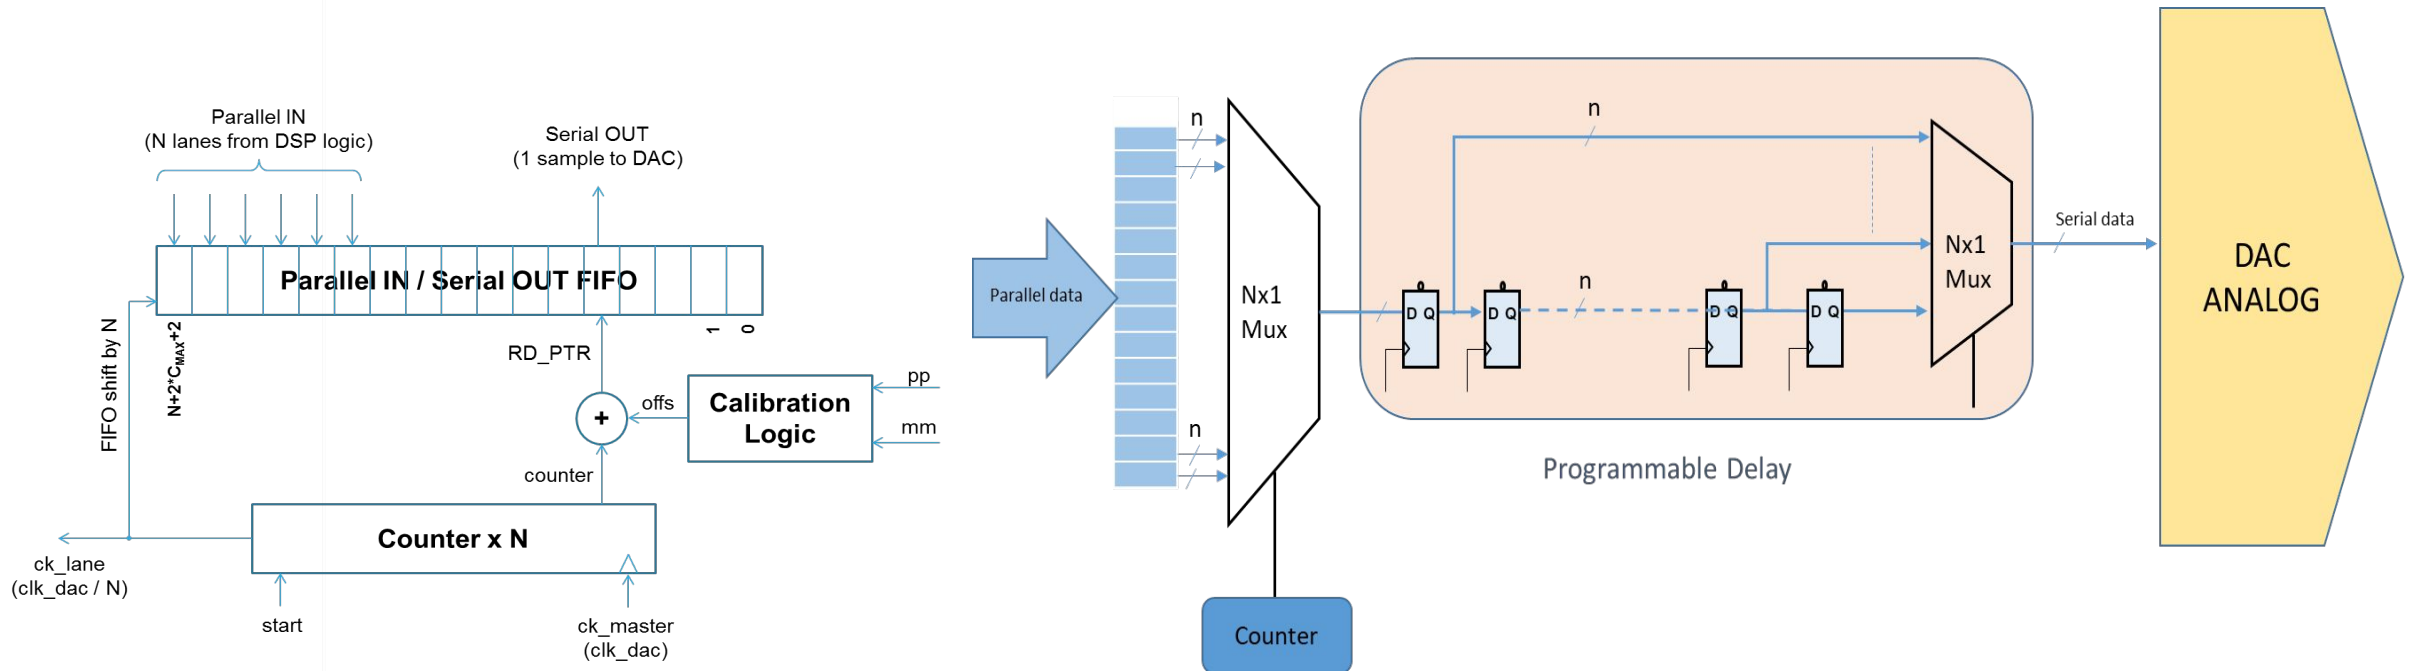 Parallel IN
(N lanes from DSP logic)
Serial OUT
(1 sample to DAC)
Parallel IN / Serial OUT FIFO
FIFO shift by N
N+2*CMAX+2
1
0
RD_PTR
pp
offs
+
Calibration
Logic
mm
counter
Counter x N
ck_lane
(clk_dac / N)
start
ck_master
(clk_dac)
Parallel data
n
n
Nx1
Mux
Counter
n
n
D Q
D Q
D Q
D Q
Nx1
Mux
Programmable Delay
Serial data
DAC
ANALOG